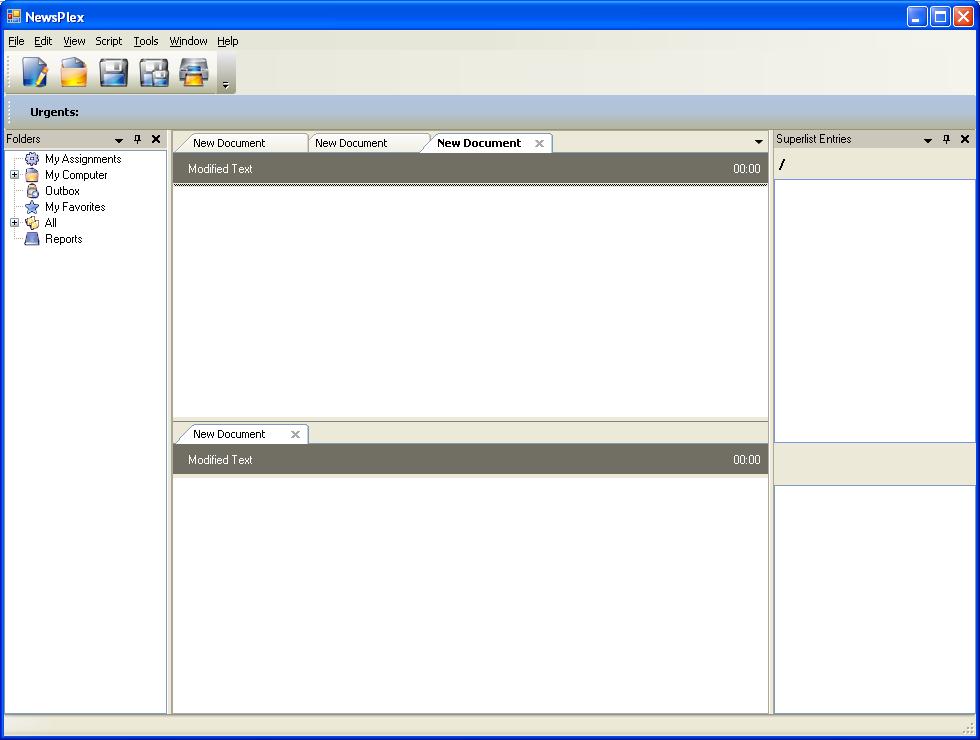 NewsPlex
File Edit View Script Tools Window Help
Urgents:
Folders
My Assignments
My Computer
Outbox
My Favorites
All
Reports
New Document New Document New Document
Modified Text 00:00
New Document
Modified Text 00:00
Superlist Entries
/